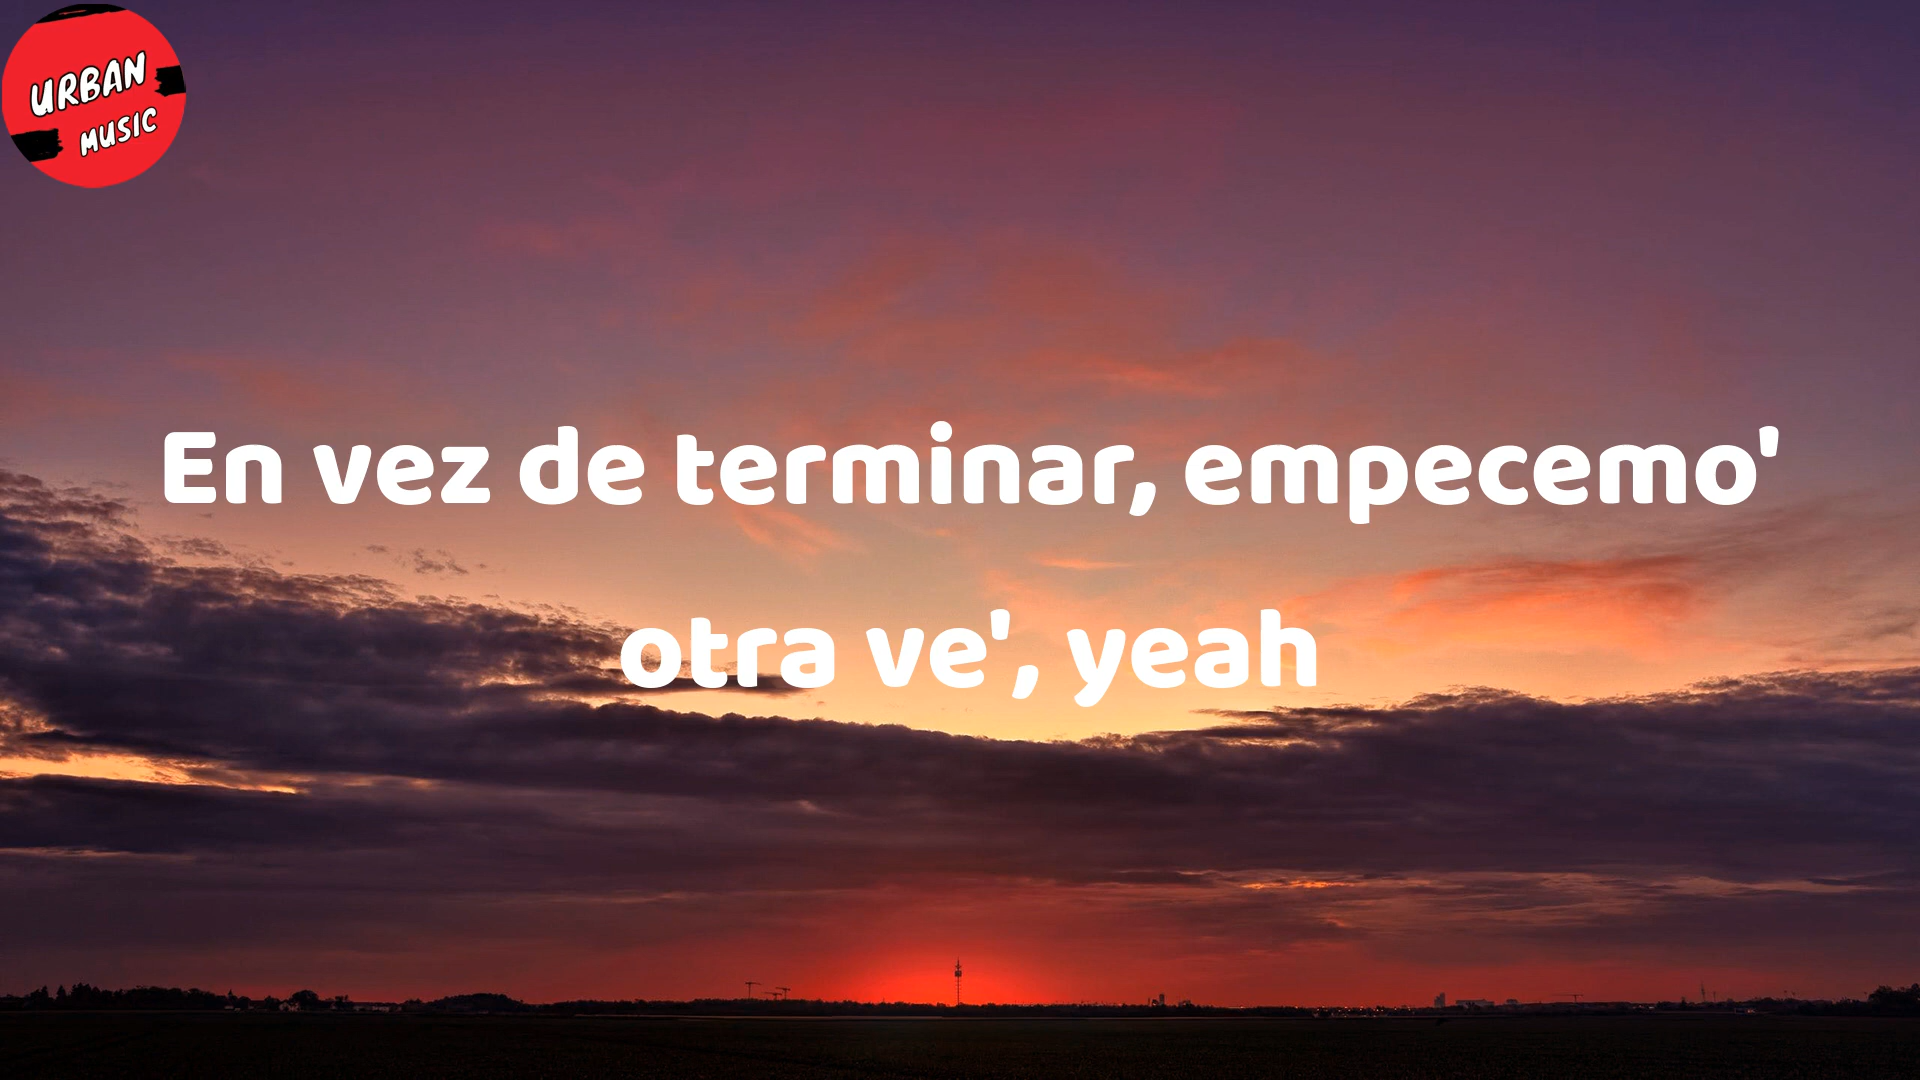 URBAN
MUSIC
En vez de terminar, empecemo'
otra ve', yeah